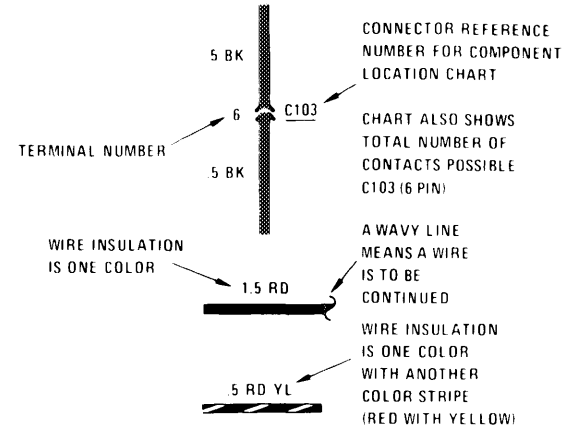 .5 BK
6
C103
.5 BK
TERMINAL NUMBER
CONNECTOR REFERENCE
NUMBER FOR COMPONENT
LOCATION CHART
CHART ALSO SHOWS
TOTAL NUMBER OF
CONTACTS POSSIBLE
C103 (6 PIN)
WIRE INSULATION
IS ONE COLOR
1.5 RD
A WAVY LINE
MEANS A WIRE
IS TO BE
CONTINUED
.5 RD YL
WIRE INSULATION
IS ONE COLOR
WITH ANOTHER
COLOR STRIPE
(RED WITH YELLOW)